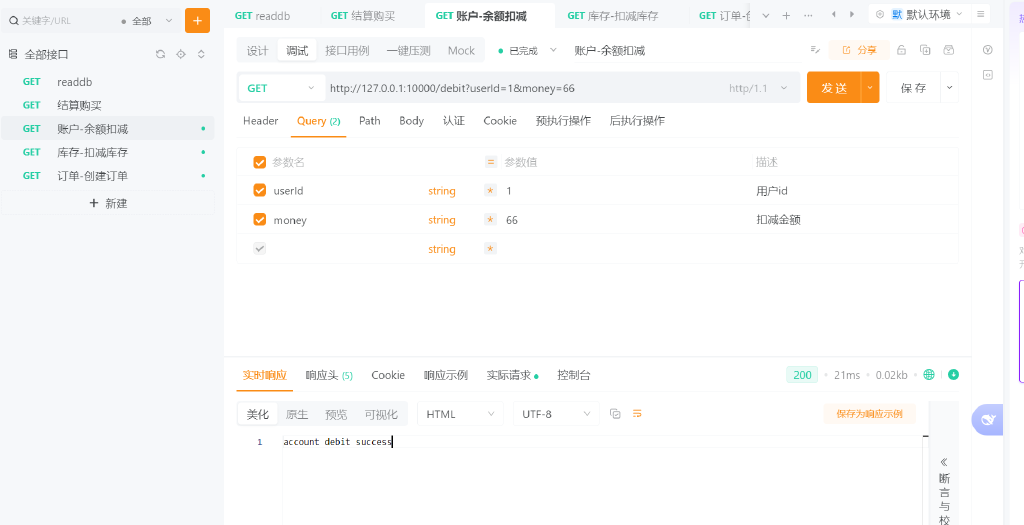 关键字/URL 全部
全部接口
GET readdb
GET 结算购买
GET 账户-余额扣减
GET 库存-扣减库存
GET 订单-创建订单
+ 新建
GET readdb GET 结算购买 GET 账户-余额扣减 GET 库存-扣减库存 GET 订单-
默 默认环境
设计 调试 接口用例 一键压测 Mock 已完成 账户-余额扣减 分享
GET http://127.0.0.1:10000/debit?userId=1&money=66 http/1.1 发 送 保 存
Header Query (2) Path Body 认证 Cookie 预执行操作 后执行操作
参数名 = 参数值 描述
userId string * 1 用户id
money string * 66 扣减金额
string *
实时响应 响应头 (5) Cookie 响应示例 实际请求 控制台 200 21ms 0.02kb
美化 原生 预览 可视化 HTML UTF-8 保存为响应示例
1 account debit success
断
言
与
校